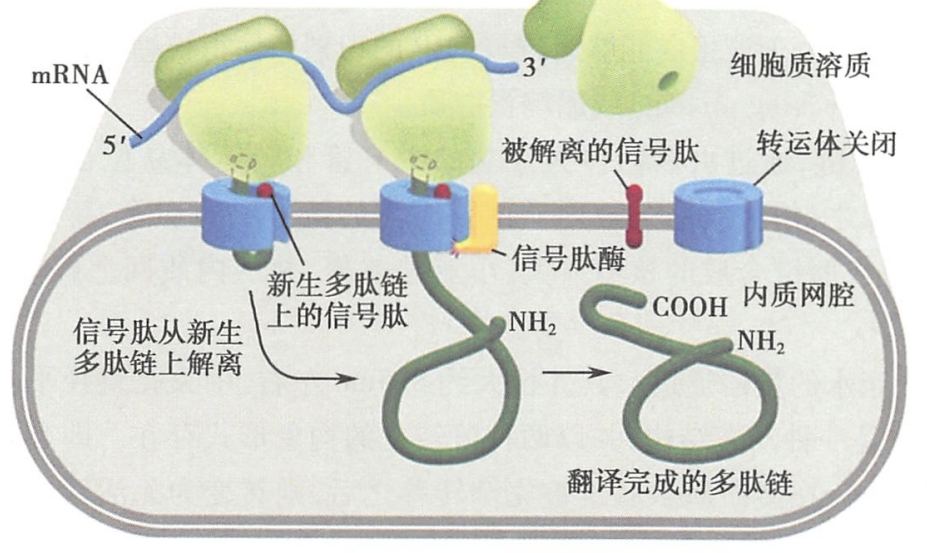 mRNA
5′
3′
细胞质溶质
被解离的信号肽
转运体关闭
信号肽酶
新生多肽链
上的信号肽
信号肽从新生
多肽链上解离
NH₂
COOH
内质网腔
NH₂
翻译完成的多肽链